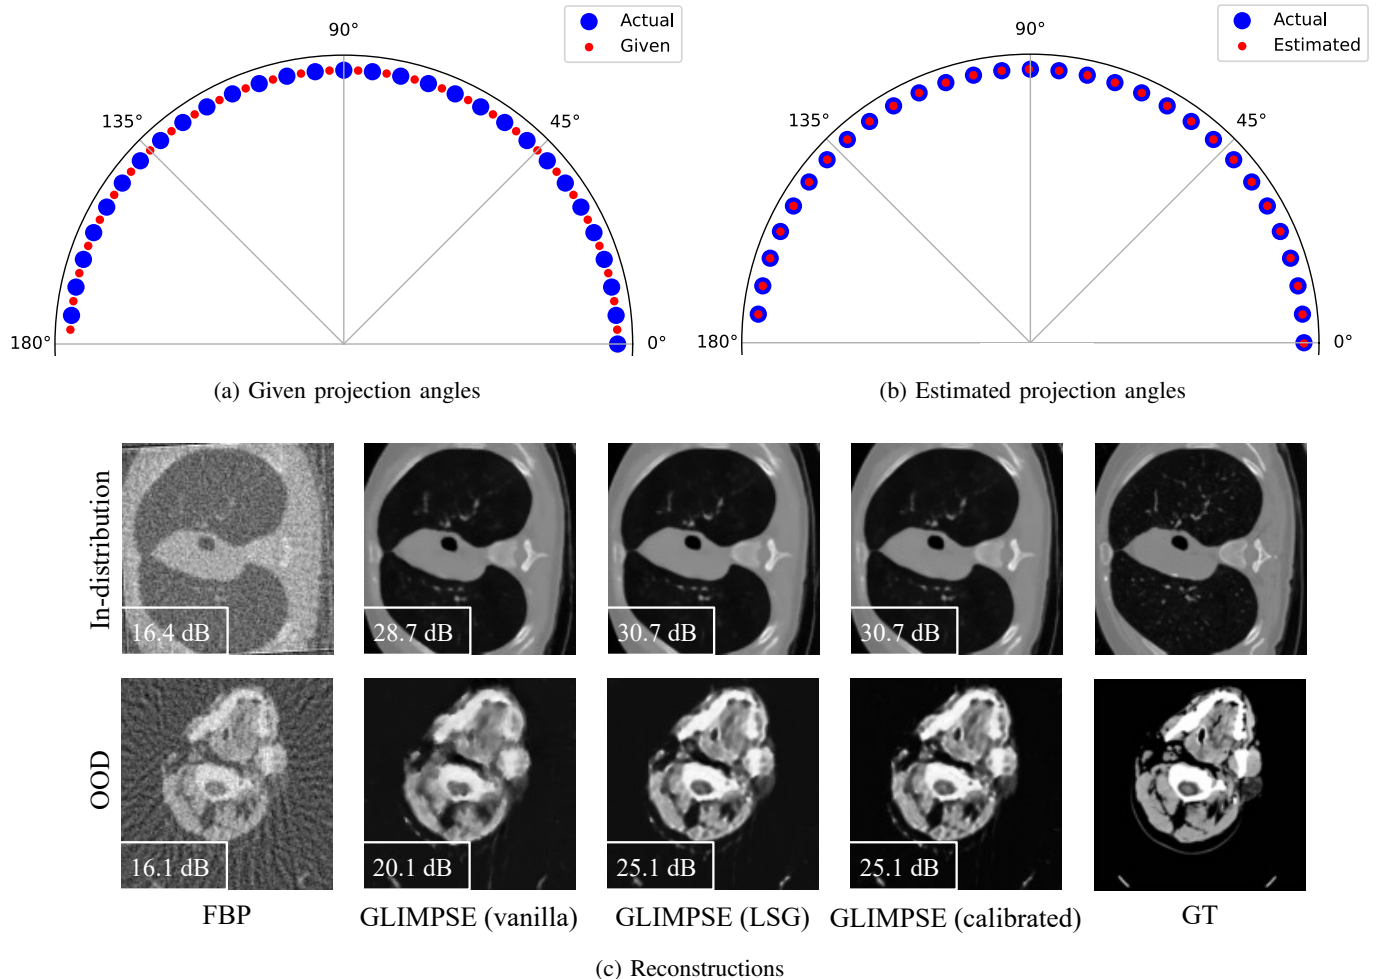 Actual
Given
90°
135°
45°
180°
0°
(a) Given projection angles
Actual
Estimated
90°
135°
45°
180°
0°
(b) Estimated projection angles
In-distribution
16.4 dB
28.7 dB
30.7 dB
30.7 dB
OOD
16.1 dB
20.1 dB
25.1 dB
25.1 dB
FBP
GLIMPSE (vanilla)
GLIMPSE (LSG)
GLIMPSE (calibrated)
GT
(c) Reconstructions